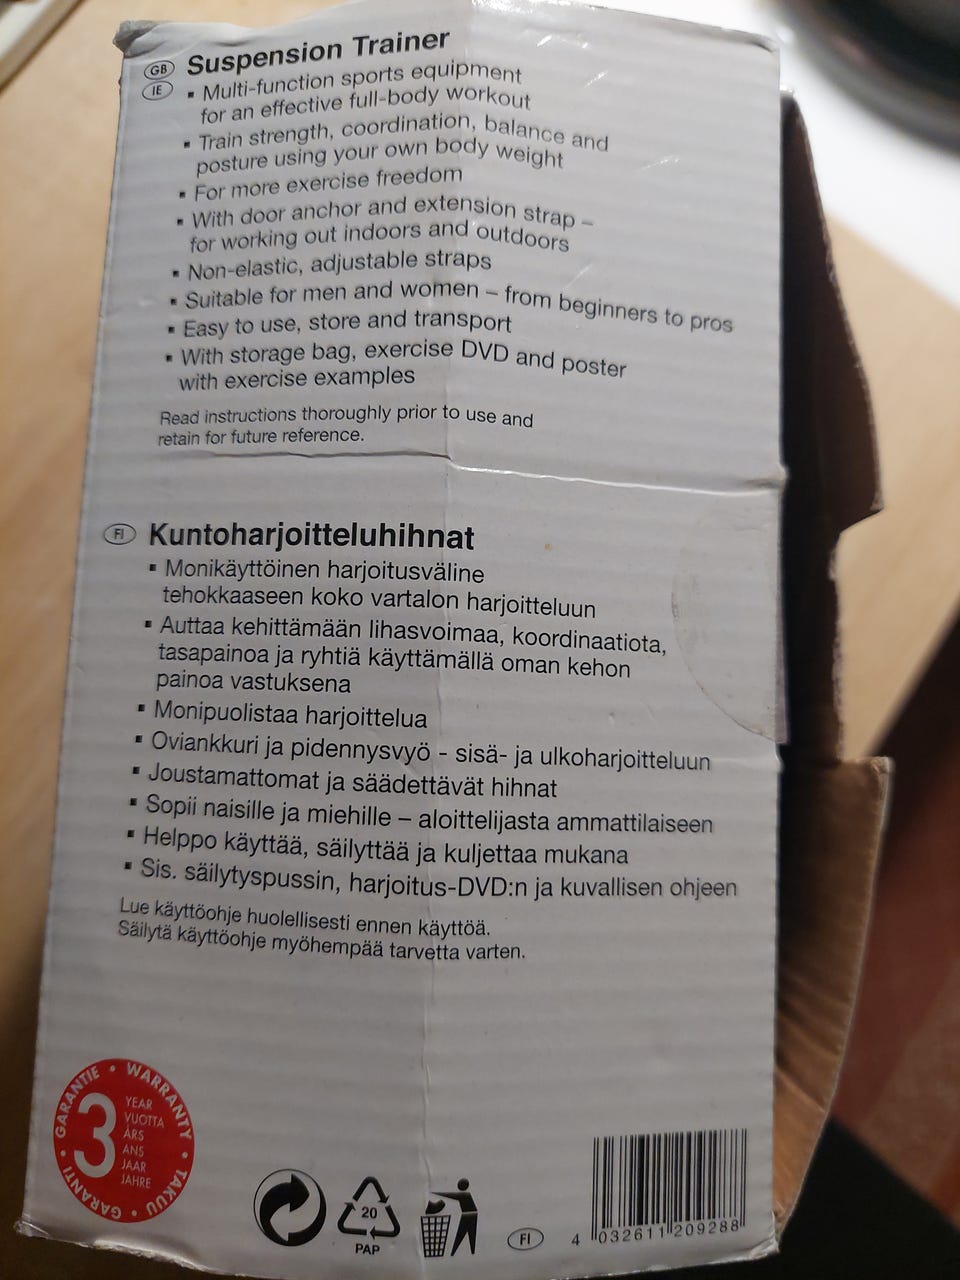 GB Suspension Trainer
IE
▪ Multi-function sports equipment
for an effective full-body workout
▪ Train strength, coordination, balance and
posture using your own body weight
▪ For more exercise freedom
▪ With door anchor and extension strap –
for working out indoors and outdoors
▪ Non-elastic, adjustable straps
▪ Suitable for men and women – from beginners to pros
▪ Easy to use, store and transport
▪ With storage bag, exercise DVD and poster
with exercise examples
Read instructions thoroughly prior to use and
retain for future reference.
FI Kuntoharjoitteluhihnat
▪ Monikäyttöinen harjoitusväline
tehokkaaseen koko vartalon harjoitteluun
▪ Auttaa kehittämään lihasvoimaa, koordinaatiota,
tasapainoa ja ryhtiä käyttämällä oman kehon
painoa vastuksena
▪ Monipuolistaa harjoittelua
▪ Oviankkuri ja pidennysvyö - sisä- ja ulkoharjoitteluun
▪ Joustamattomat ja säädettävät hihnat
▪ Sopii naisille ja miehille – aloittelijasta ammattilaiseen
▪ Helppo käyttää, säilyttää ja kuljettaa mukana
▪ Sis. säilytyspussin, harjoitus-DVD:n ja kuvallisen ohjeen
Lue käyttöohje huolellisesti ennen käyttöä.
Säilytä käyttöohje myöhempää tarvetta varten.
GARANTIE • WARRANTY • TAKUU • GARANTI •
3
YEAR
VUOTTA
ÅRS
ANS
JAAR
JAHRE
20
PAP
FI
4 032611 209288